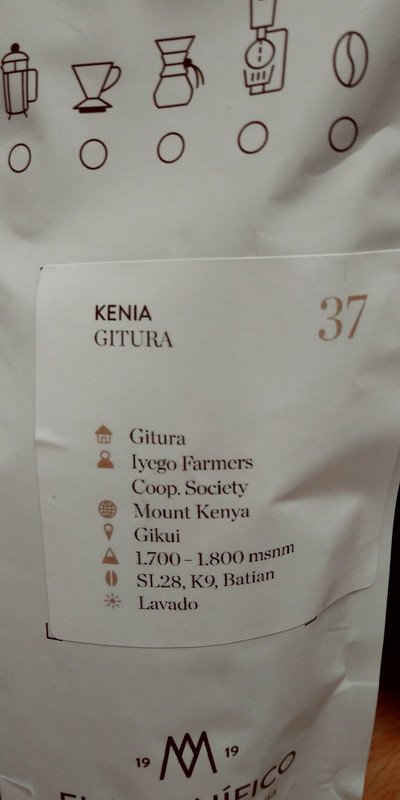 KENIA
GITURA
37
Gitura
Iyego Farmers
Coop. Society
Mount Kenya
Gikui
1.700 – 1.800 msnm
SL28, K9, Batian
Lavado
19 M 19